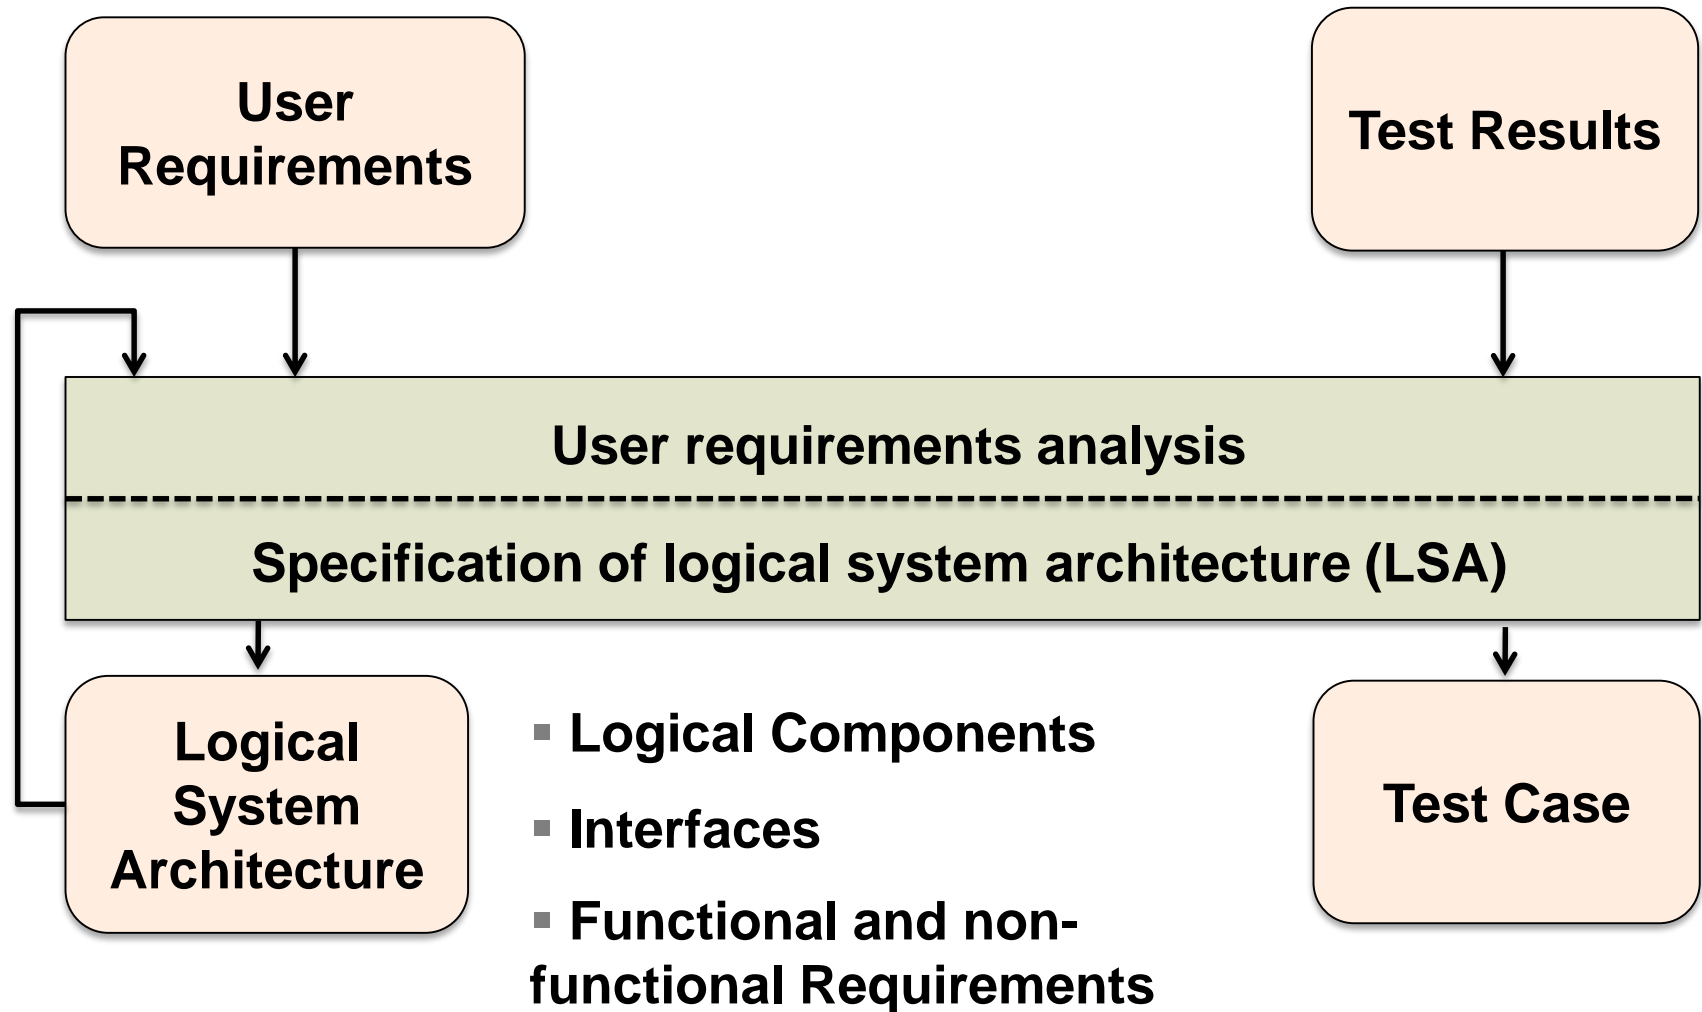 User
Requirements
Test Results
User requirements analysis
Specification of logical system architecture (LSA)
Logical
System
Architecture
▪ Logical Components
▪ Interfaces
▪ Functional and non-
functional Requirements
Test Case